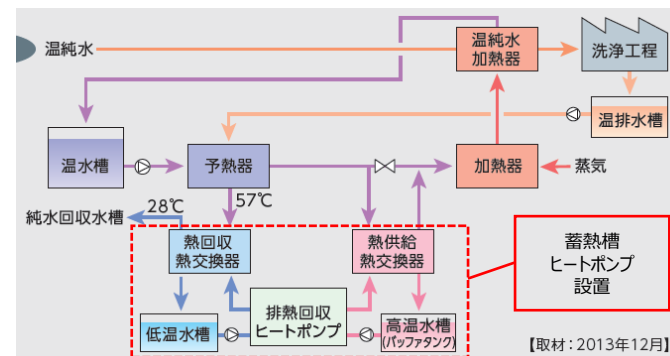 温純水
温純水
加熱器
洗浄工程
温排水槽
温水槽
予熱器
加熱器
蒸気
57℃
28℃
純水回収水槽
熱回収
熱交換器
熱供給
熱交換器
蓄熱槽
ヒートポンプ
設置
排熱回収
ヒートポンプ
低温水槽
高温水槽
(バッファタンク)
【取材：2013年12月】